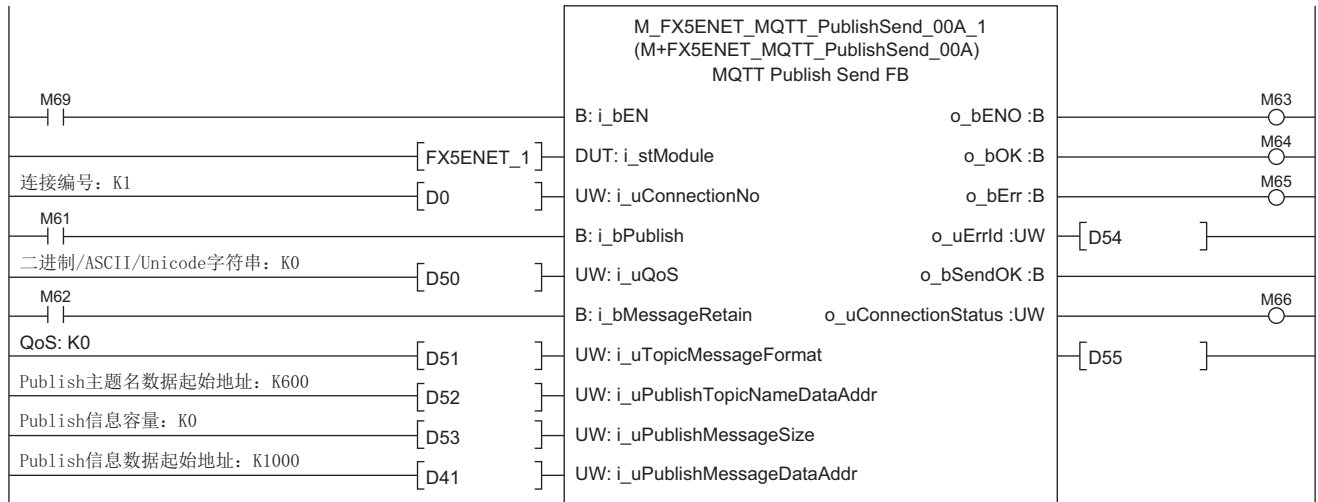 M_FX5ENET_MQTT_PublishSend_00A_1
(M+FX5ENET_MQTT_PublishSend_00A)
MQTT Publish Send FB
M69 B: i_bEN o_bENO :B M63
[FX5ENET_1] DUT: i_stModule o_bOK :B M64
连接编号：K1 [D0 ] UW: i_uConnectionNo o_bErr :B M65
M61 B: i_bPublish o_uErrId :UW [D54 ]
二进制/ASCII/Unicode字符串：K0 [D50 ] UW: i_uQoS o_bSendOK :B
M62 B: i_bMessageRetain o_uConnectionStatus :UW M66
QoS: K0 [D51 ] UW: i_uTopicMessageFormat [D55 ]
Publish主题名数据起始地址：K600 [D52 ] UW: i_uPublishTopicNameDataAddr
Publish信息容量：K0 [D53 ] UW: i_uPublishMessageSize
Publish信息数据起始地址：K1000 [D41 ] UW: i_uPublishMessageDataAddr